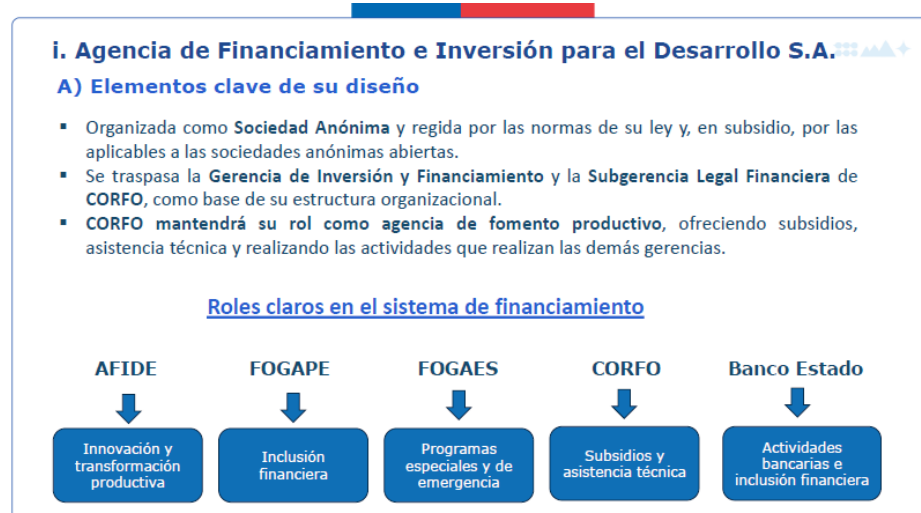 i. Agencia de Financiamiento e Inversión para el Desarrollo S.A.
A) Elementos clave de su diseño
▪ Organizada como Sociedad Anónima y regida por las normas de su ley y, en subsidio, por las
aplicables a las sociedades anónimas abiertas.
▪ Se traspasa la Gerencia de Inversión y Financiamiento y la Subgerencia Legal Financiera de
CORFO, como base de su estructura organizacional.
▪ CORFO mantendrá su rol como agencia de fomento productivo, ofreciendo subsidios,
asistencia técnica y realizando las actividades que realizan las demás gerencias.
Roles claros en el sistema de financiamiento
AFIDE
Innovación y
transformación
productiva
FOGAPE
Inclusión
financiera
FOGAES
Programas
especiales y de
emergencia
CORFO
Subsidios y
asistencia técnica
Banco Estado
Actividades
bancarias e
inclusión financiera